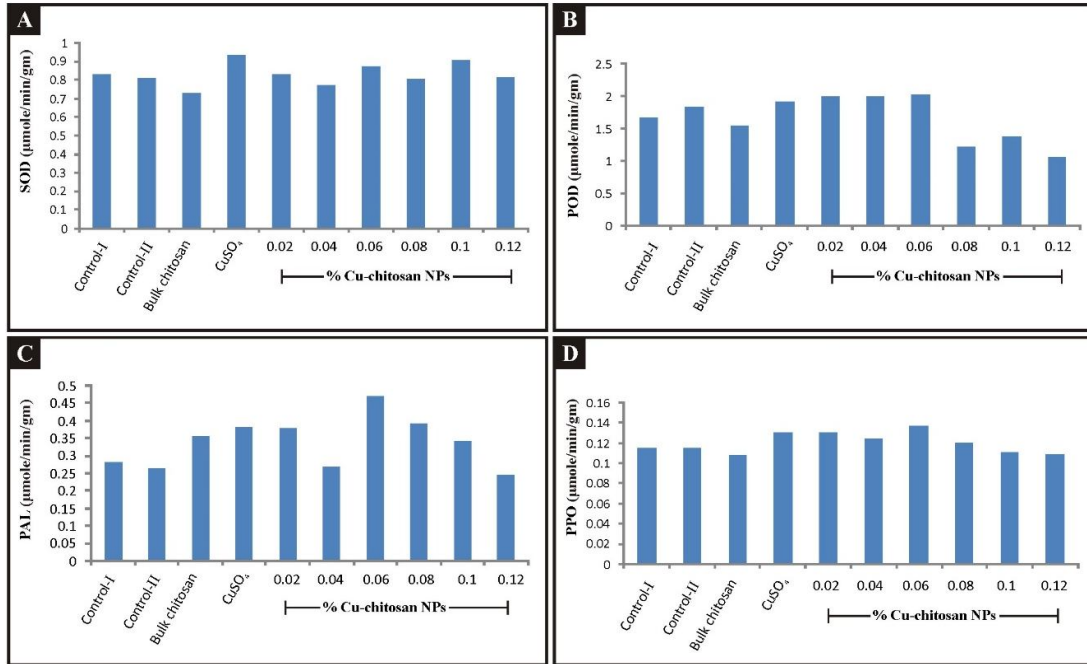 A
SOD (μmole/min/gm)
1
0.9
0.8
0.7
0.6
0.5
0.4
0.3
0.2
0.1
0
Control-I
Control-II
Bulk chitosan
CuSO₄
0.02 0.04 0.06 0.08 0.1 0.12
% Cu-chitosan NPs
B
POD (μmole/min/gm)
2.5
2
1.5
1
0.5
0
Control-I
Control-II
Bulk chitosan
CuSO₄
0.02 0.04 0.06 0.08 0.1 0.12
% Cu-chitosan NPs
C
PAL (μmole/min/gm)
0.5
0.45
0.4
0.35
0.3
0.25
0.2
0.15
0.1
0.05
0
Control-I
Control-II
Bulk chitosan
CuSO₄
0.02 0.04 0.06 0.08 0.1 0.12
% Cu-chitosan NPs
D
PPO (μmole/min/gm)
0.16
0.14
0.12
0.1
0.08
0.06
0.04
0.02
0
Control-I
Control-II
Bulk chitosan
CuSO₄
0.02 0.04 0.06 0.08 0.1 0.12
% Cu-chitosan NPs